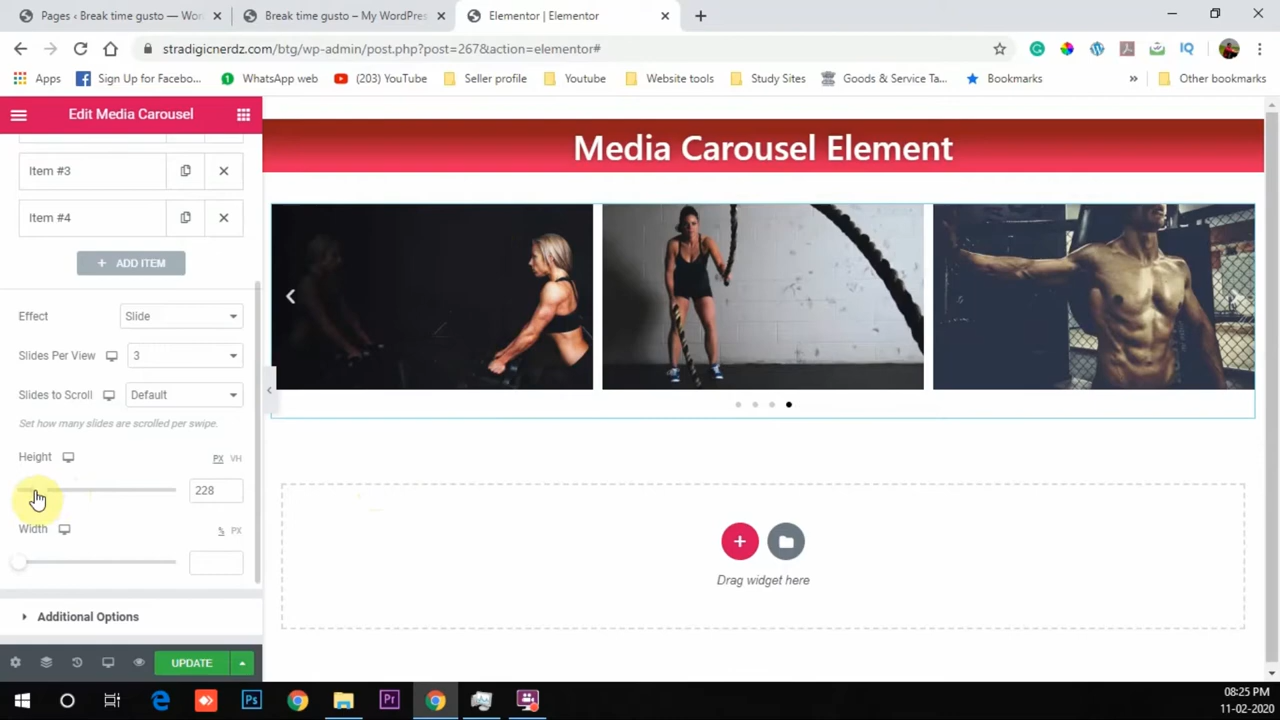 Pages ‹ Break time gusto — Wor
Break time gusto – My WordPress
Elementor | Elementor
stradigicnerdz.com/btg/wp-admin/post.php?post=267&action=elementor#
Apps
Sign Up for Facebo...
WhatsApp web
(203) YouTube
Seller profile
Youtube
Website tools
Study Sites
Goods & Service Ta...
Bookmarks
»
Other bookmarks
Edit Media Carousel
Media Carousel Element
Item #3
Item #4
+ ADD ITEM
Effect
Slide
Slides Per View
3
Slides to Scroll
Default
Set how many slides are scrolled per swipe.
Height
PX VH
228
Width
% PX
Drag widget here
Additional Options
UPDATE
Ps
Pr
08:25 PM
11-02-2020